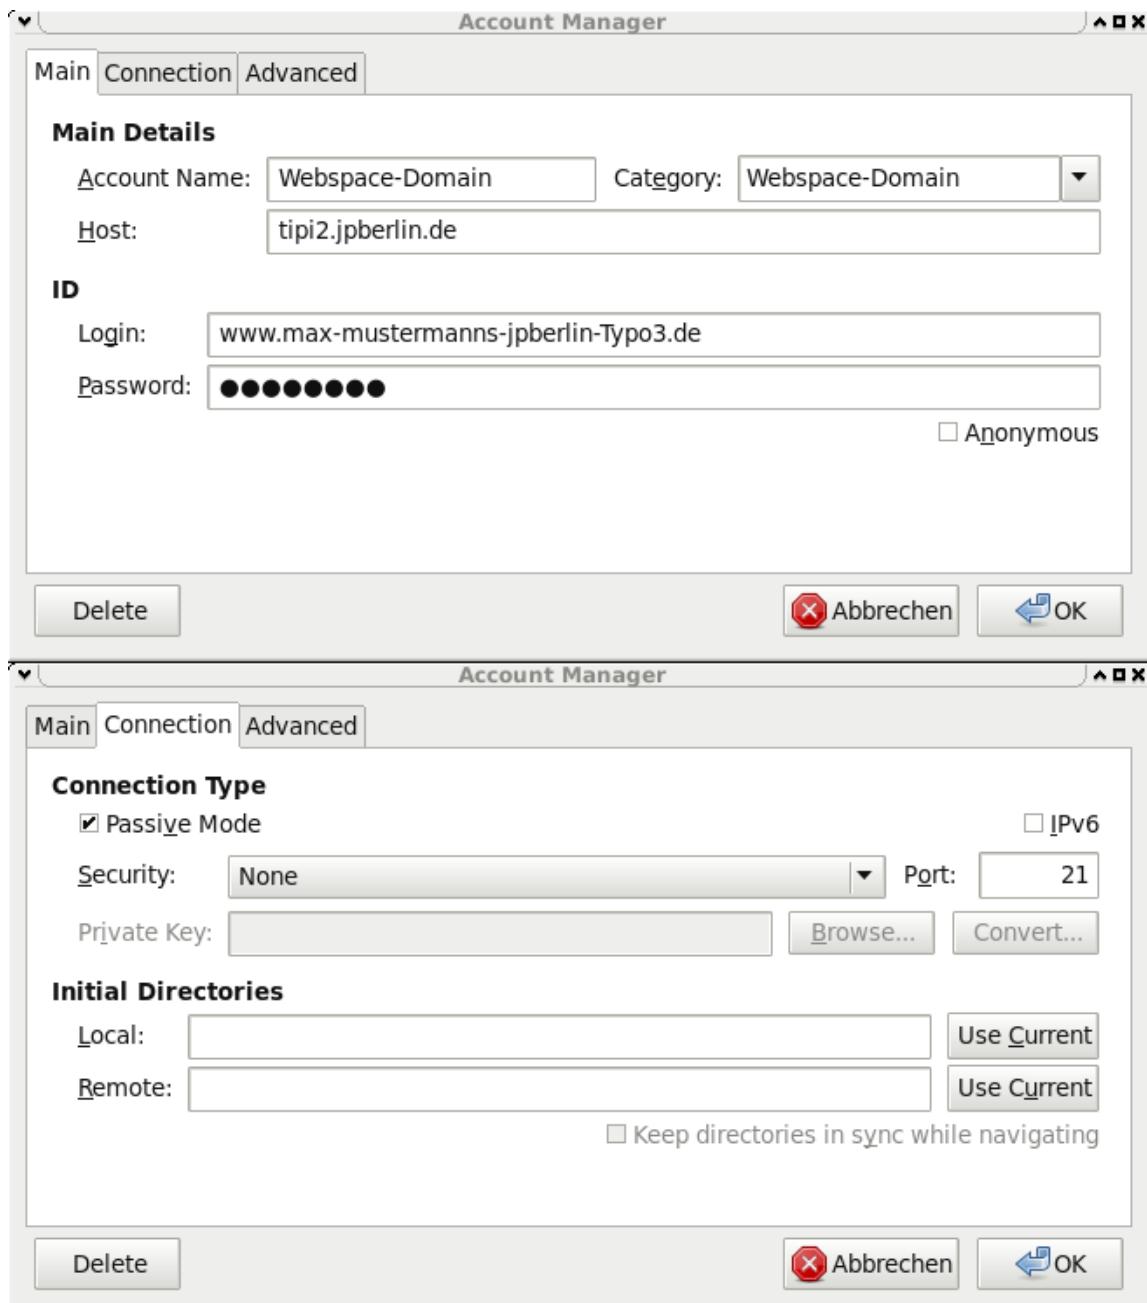 Account Manager
Main Connection Advanced
Main Details
Account Name: Webspace-Domain Category: Webspace-Domain
Host: tipi2.jpberlin.de
ID
Login: www.max-mustermanns-jpberlin-Typo3.de
Password: ●●●●●●●●
Anonymous
Delete Abbrechen OK
Account Manager
Main Connection Advanced
Connection Type
Passive Mode IPv6
Security: None Port: 21
Private Key: Browse... Convert...
Initial Directories
Local: Use Current
Remote: Use Current
Keep directories in sync while navigating
Delete Abbrechen OK